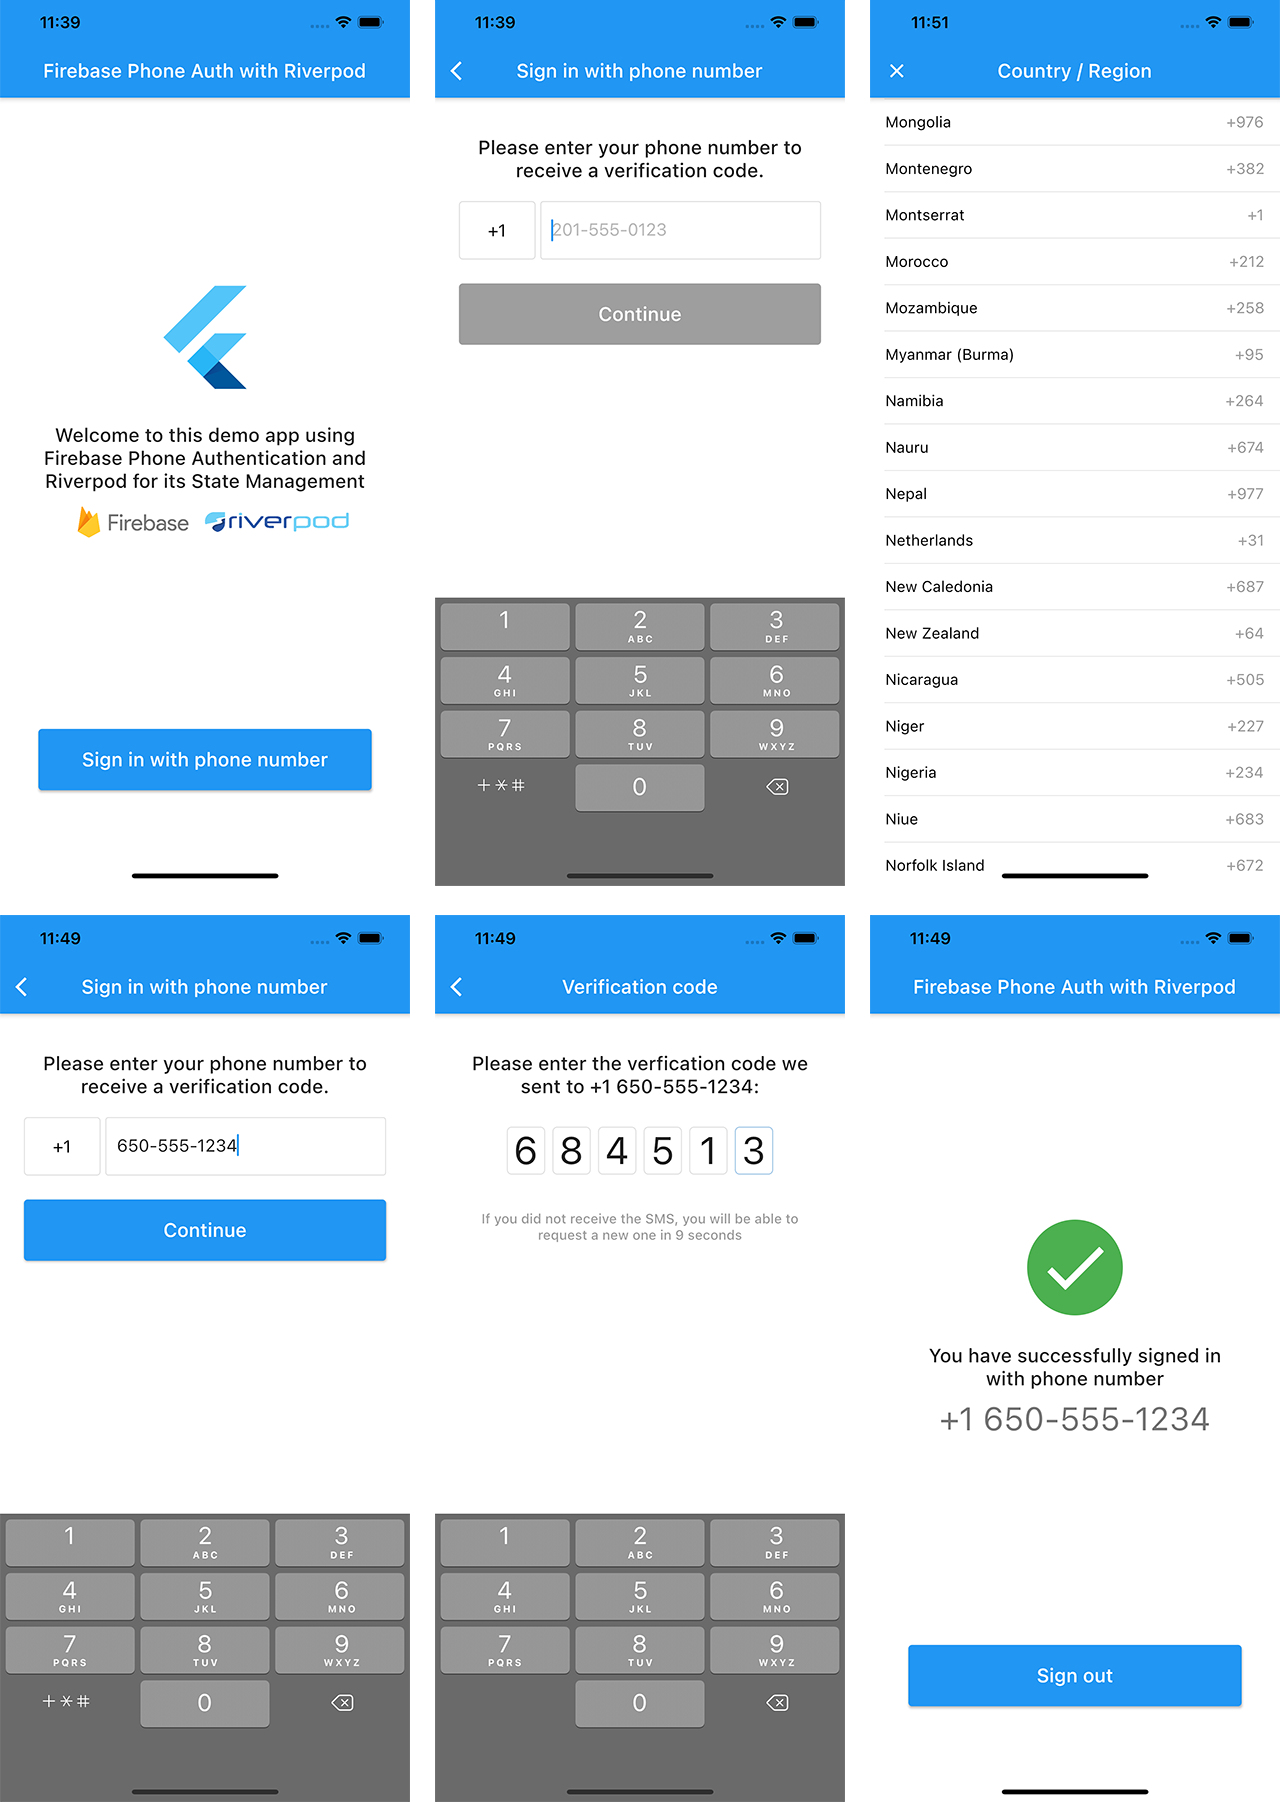 11:39
Firebase Phone Auth with Riverpod
Welcome to this demo app using
Firebase Phone Authentication and
Riverpod for its State Management
Firebase riverpod
Sign in with phone number
11:39
Sign in with phone number
Please enter your phone number to
receive a verification code.
+1 201-555-0123
Continue
1 2 3
ABC DEF
4 5 6
GHI JKL MNO
7 8 9
PQRS TUV WXYZ
+*# 0
11:51
Country / Region
Mongolia +976
Montenegro +382
Montserrat +1
Morocco +212
Mozambique +258
Myanmar (Burma) +95
Namibia +264
Nauru +674
Nepal +977
Netherlands +31
New Caledonia +687
New Zealand +64
Nicaragua +505
Niger +227
Nigeria +234
Niue +683
Norfolk Island +672
11:49
Sign in with phone number
Please enter your phone number to
receive a verification code.
+1 650-555-1234
Continue
1 2 3
ABC DEF
4 5 6
GHI JKL MNO
7 8 9
PQRS TUV WXYZ
+*# 0
11:49
Verification code
Please enter the verfication code we
sent to +1 650-555-1234:
6 8 4 5 1 3
If you did not receive the SMS, you will be able to
request a new one in 9 seconds
1 2 3
ABC DEF
4 5 6
GHI JKL MNO
7 8 9
PQRS TUV WXYZ
0
11:49
Firebase Phone Auth with Riverpod
You have successfully signed in
with phone number
+1 650-555-1234
Sign out